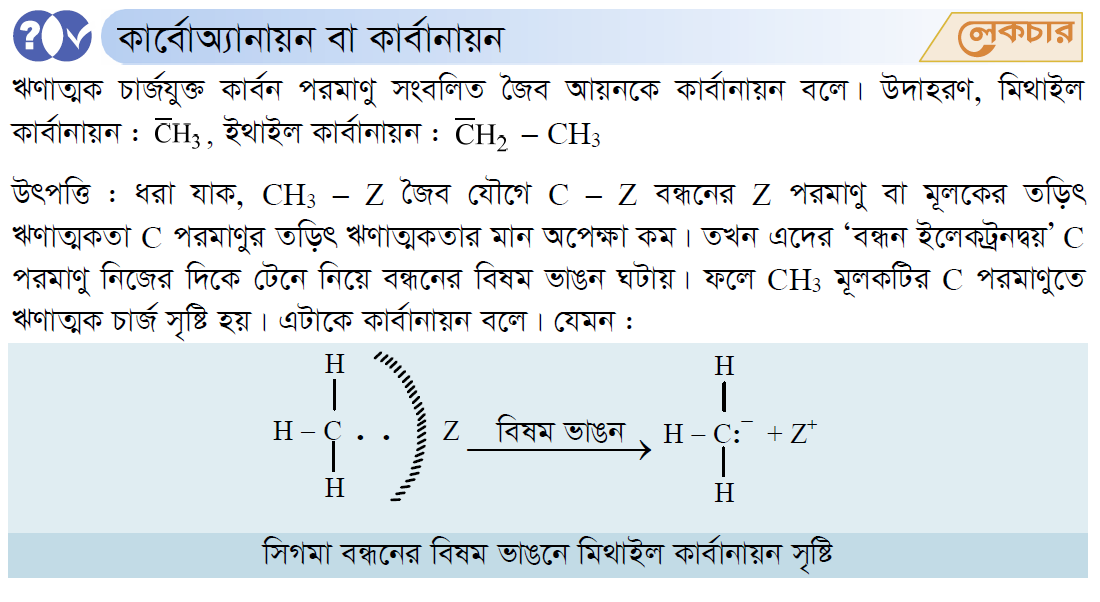 কার্বোঅ্যানায়ন বা কার্বানায়ন
লেকচার
ঋণাত্মক চার্জযুক্ত কার্বন পরমাণু সংবলিত জৈব আয়নকে কার্বানায়ন বলে। উদাহরণ, মিথাইল
কার্বানায়ন : C̅H₃, ইথাইল কার্বানায়ন : C̅H₂ – CH₃
উৎপত্তি : ধরা যাক, CH₃ – Z জৈব যৌগে C – Z বন্ধনের Z পরমাণু বা মূলকের তড়িৎ
ঋণাত্মকতা C পরমাণুর তড়িৎ ঋণাত্মকতার মান অপেক্ষা কম। তখন এদের ‘বন্ধন ইলেকট্রনদ্বয়’ C
পরমাণু নিজের দিকে টেনে নিয়ে বন্ধনের বিষম ভাঙন ঘটায়। ফলে CH₃ মূলকটির C পরমাণুতে
ঋণাত্মক চার্জ সৃষ্টি হয়। এটাকে কার্বানায়ন বলে। যেমন :
H H
H – C . . Z বিষম ভাঙন H – C:⁻ + Z⁺
H H
সিগমা বন্ধনের বিষম ভাঙনে মিথাইল কার্বানায়ন সৃষ্টি